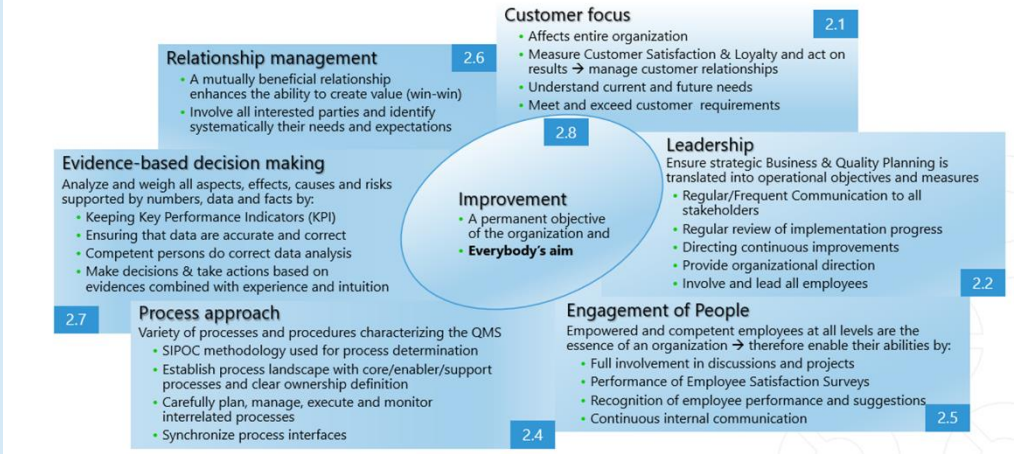 Customer focus
2.1
• Affects entire organization
• Measure Customer Satisfaction & Loyalty and act on
results → manage customer relationships
• Understand current and future needs
• Meet and exceed customer requirements
Relationship management
2.6
• A mutually beneficial relationship
enhances the ability to create value (win-win)
• Involve all interested parties and identify
systematically their needs and expectations
2.8
Improvement
• A permanent objective
of the organization and
• Everybody's aim
Leadership
Ensure strategic Business & Quality Planning is
translated into operational objectives and measures
• Regular/Frequent Communication to all
stakeholders
• Regular review of implementation progress
• Directing continuous improvements
• Provide organizational direction
• Involve and lead all employees
2.2
Evidence-based decision making
Analyze and weigh all aspects, effects, causes and risks
supported by numbers, data and facts by:
• Keeping Key Performance Indicators (KPI)
• Ensuring that data are accurate and correct
• Competent persons do correct data analysis
• Make decisions & take actions based on
evidences combined with experience and intuition
2.7
Process approach
Variety of processes and procedures characterizing the QMS
• SIPOC methodology used for process determination
• Establish process landscape with core/enabler/support
processes and clear ownership definition
• Carefully plan, manage, execute and monitor
interrelated processes
• Synchronize process interfaces
2.4
Engagement of People
Empowered and competent employees at all levels are the
essence of an organization → therefore enable their abilities by:
• Full involvement in discussions and projects
• Performance of Employee Satisfaction Surveys
• Recognition of employee performance and suggestions
• Continuous internal communication
2.5